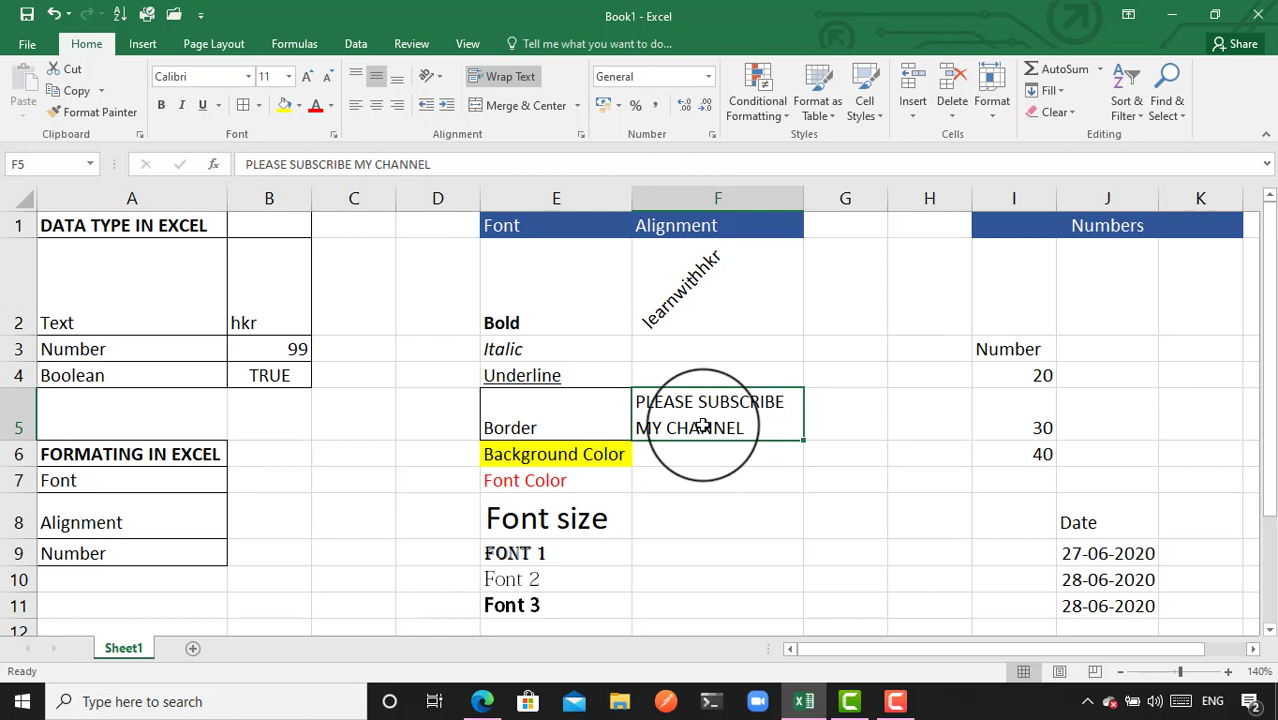 Book1 - Excel
File Home Insert Page Layout Formulas Data Review View Tell me what you want to do... Share
Paste Cut Copy Format Painter
Calibri 11 A A
B I U A
Wrap Text
Merge & Center
General
% ,
Conditional Formatting Format as Table Cell Styles
Insert Delete Format
AutoSum Fill Clear
Sort & Filter Find & Select
Clipboard Font Alignment Number Styles Cells Editing
F5 fx PLEASE SUBSCRIBE MY CHANNEL
A B C D E F G H I J K
1 DATA TYPE IN EXCEL Font Alignment Numbers
2 Text hkr Bold learnwithhkr
3 Number 99 Italic Number
4 Boolean TRUE Underline 20
5 Border PLEASE SUBSCRIBE
MY CHANNEL 30
6 FORMATING IN EXCEL Background Color 40
7 Font Font Color
8 Alignment Font size Date
9 Number FONT 1 27-06-2020
10 Font 2 28-06-2020
11 Font 3 28-06-2020
12
Sheet1
Ready 140%
Type here to search ENG 2